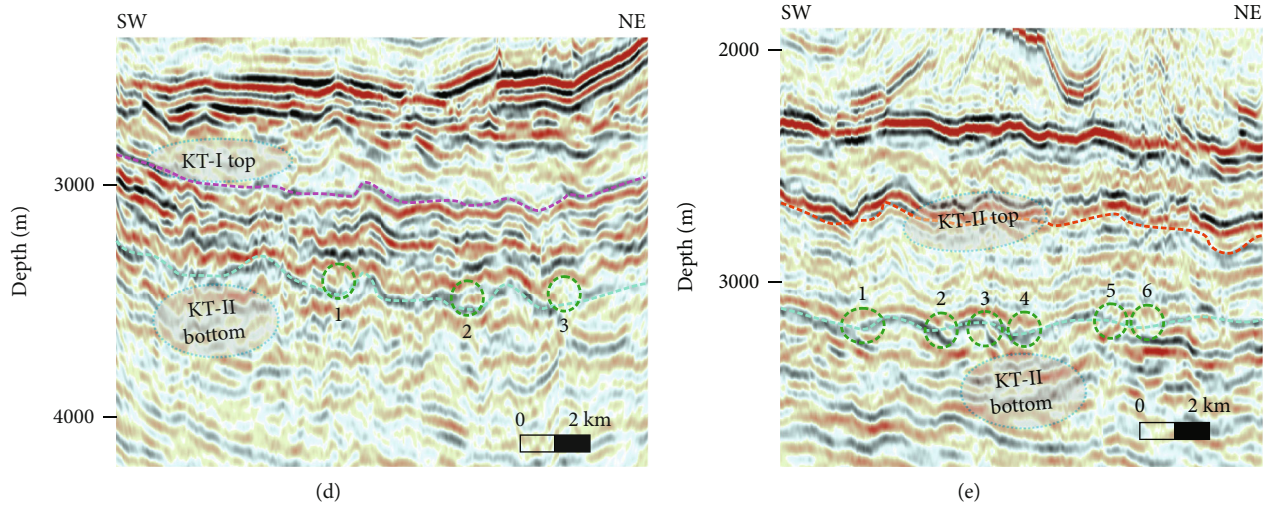 SW
NE
Depth (m)
3000
4000
KT-I top
KT-II
bottom
1
2
3
0
2 km
(d)
SW
NE
Depth (m)
2000
3000
KT-II top
1
2
3
4
5
6
KT-II
bottom
0
2 km
(e)